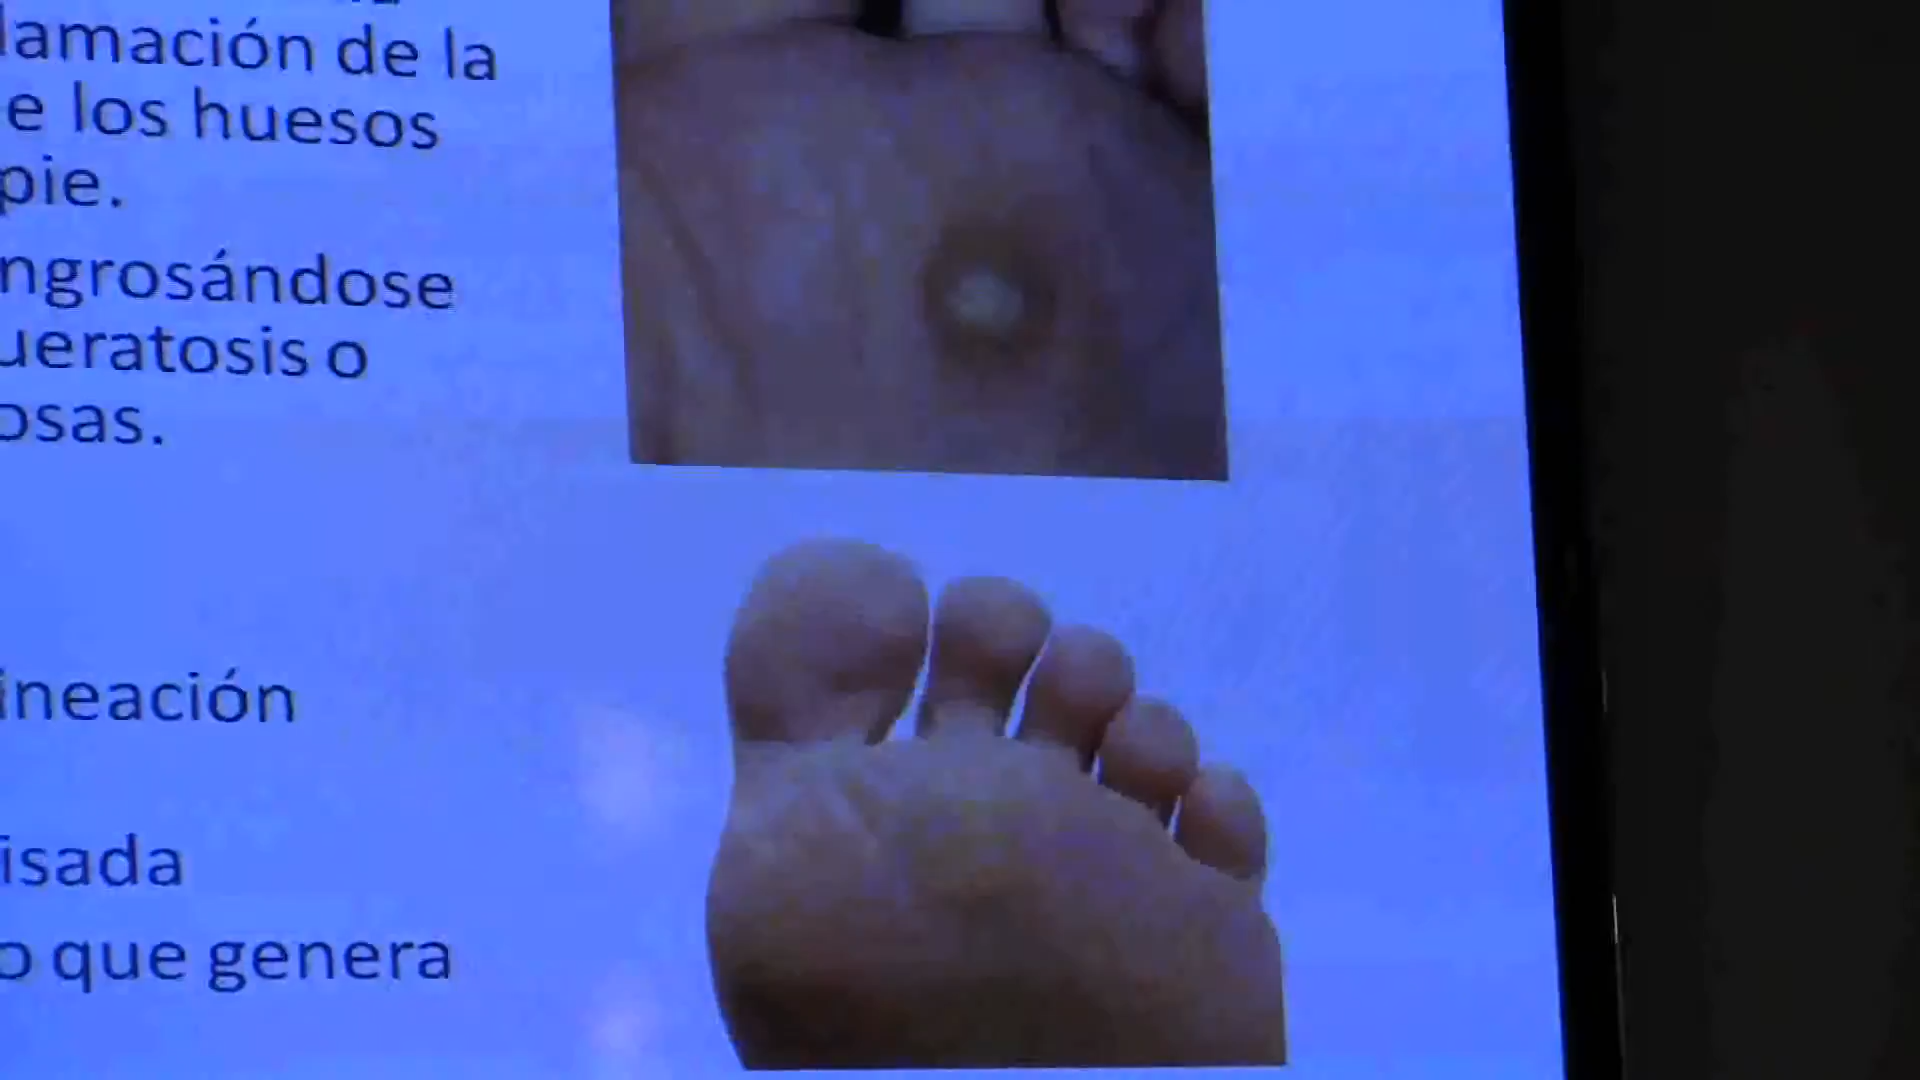 lamación de la
e los huesos
pie.
ngrosándose
ueratosis o
osas.
ineación
isada
o que genera